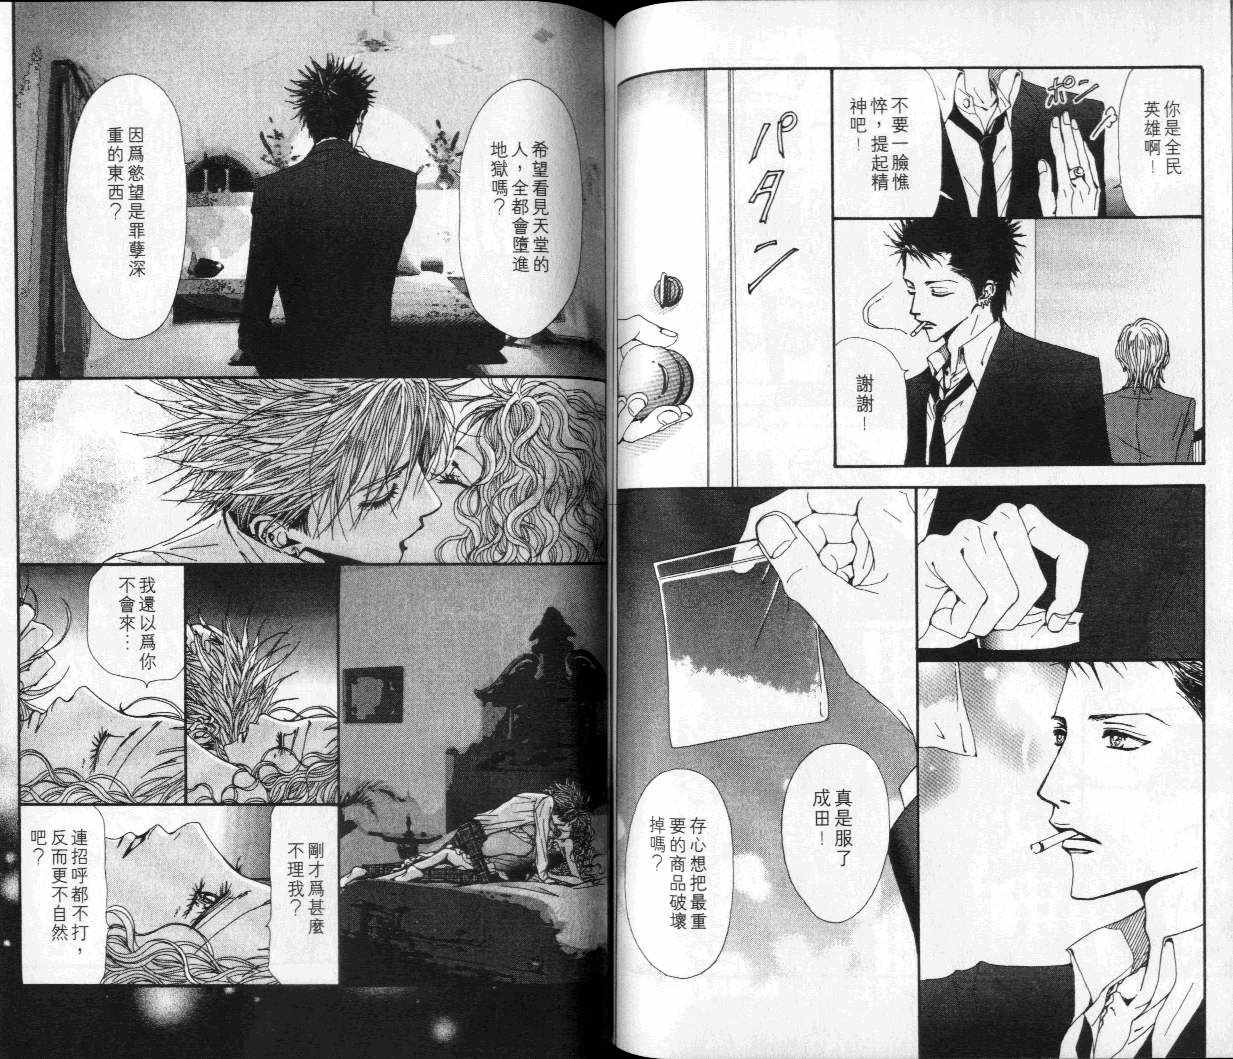 你是全民
英雄啊！
ポン
不要一臉憔
悴，提起精
神吧！
謝謝！
パタン
真是服了
成田！
存心想把最重
要的商品破壞
掉嗎？
希望看見天堂的
人，全都會墮進
地獄嗎？
因爲慾望是罪孽深
重的東西？
我還以爲你
不會來…
剛才爲甚麼
不理我？
連招呼都不打，
反而更不自然
吧？